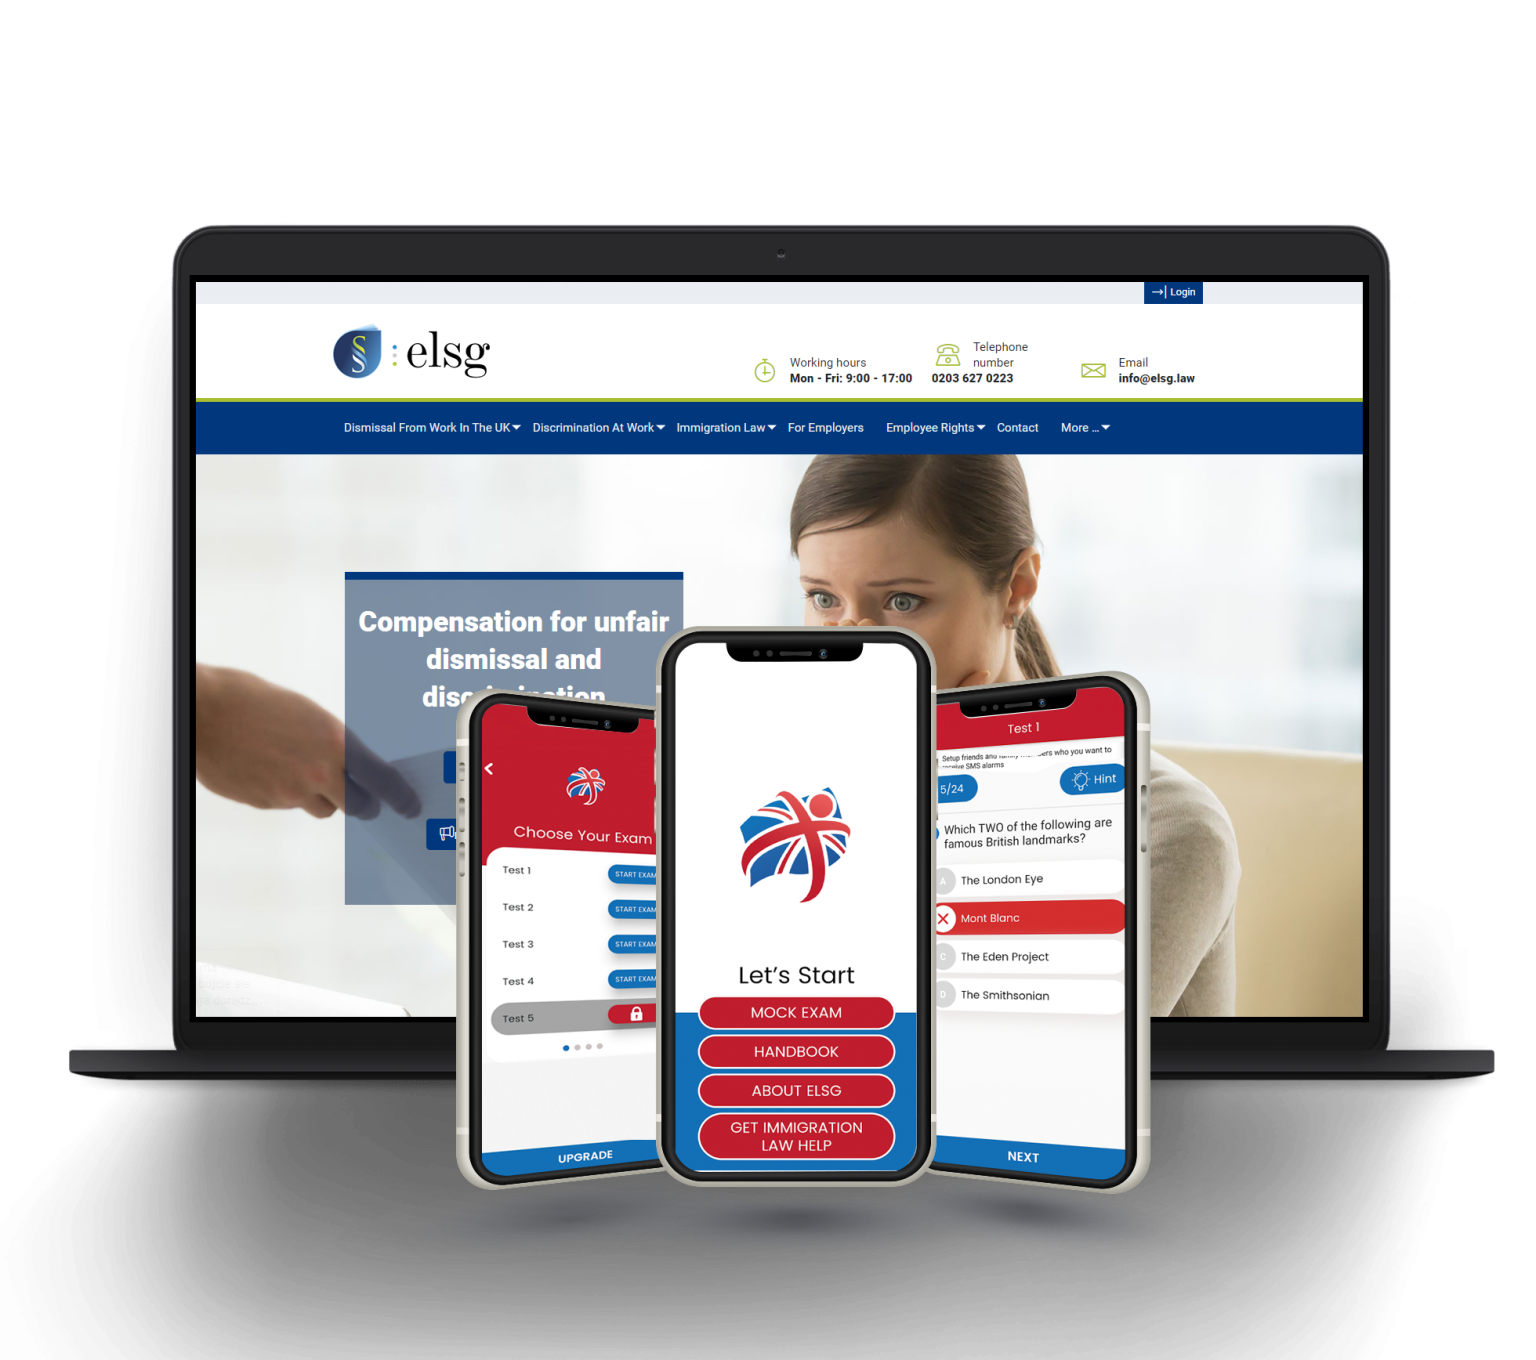 Login
elsg
Working hours
Mon - Fri: 9:00 - 17:00
Telephone
number
0203 627 0223
Email
info@elsg.law
Dismissal From Work In The UK
Discrimination At Work
Immigration Law
For Employers
Employee Rights
Contact
More ...
Compensation for unfair
dismissal and
discrimination
Choose Your Exam
Test 1
START EXAM
Test 2
START EXAM
Test 3
START EXAM
Test 4
START EXAM
Test 5
UPGRADE
Let's Start
MOCK EXAM
HANDBOOK
ABOUT ELSG
GET IMMIGRATION
LAW HELP
Test 1
Setup friends and family members who you want to
receive SMS alarms
5/24
Hint
Which TWO of the following are
famous British landmarks?
A The London Eye
Mont Blanc
C The Eden Project
D The Smithsonian
NEXT